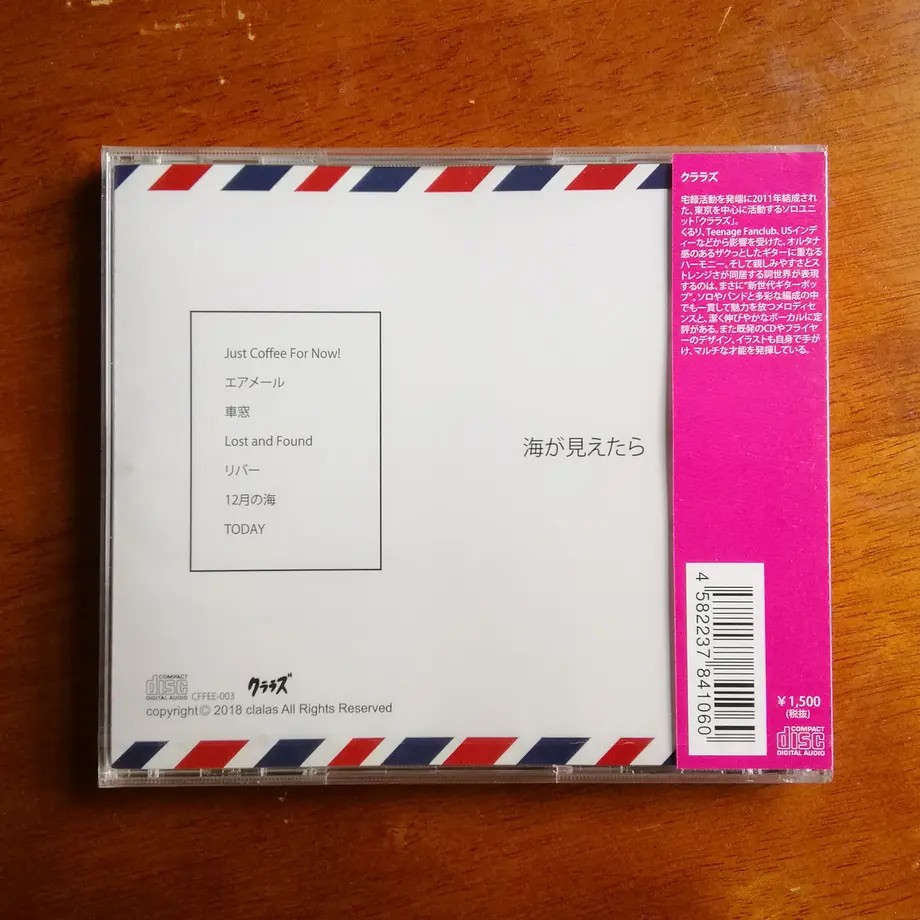 Just Coffee For Now!
エアメール
車窓
Lost and Found
リバー
12月の海
TODAY
海が見えたら
COMPACT
disc
DIGITAL AUDIO
CFFEE-003
クララズ
copyright© 2018 clalas All Rights Reserved
クララズ
宅録活動を発端に2011年結成され
た、東京を中心に活動するソロユニ
ット「クララズ」。
くるり、Teenage Fanclub、USインデ
ィーなどから影響を受けた、オルタナ
感のあるザクっとしたギターに重なる
ハーモニー、そして親しみやすさとス
トレンジさが同居する詞世界が表現
するのは、まさに"新世代ギターポッ
プ"。ソロやバンドと多彩な編成の中
でも一貫して魅力を放つメロディセ
ンスと、潔く伸びやかなボーカルに定
評がある。また既発のCDやフライヤ
ーのデザイン、イラストも自身で手が
け、マルチな才能を発揮している。
4 582237 841060
¥1,500
(税抜)
COMPACT
disc
DIGITAL AUDIO